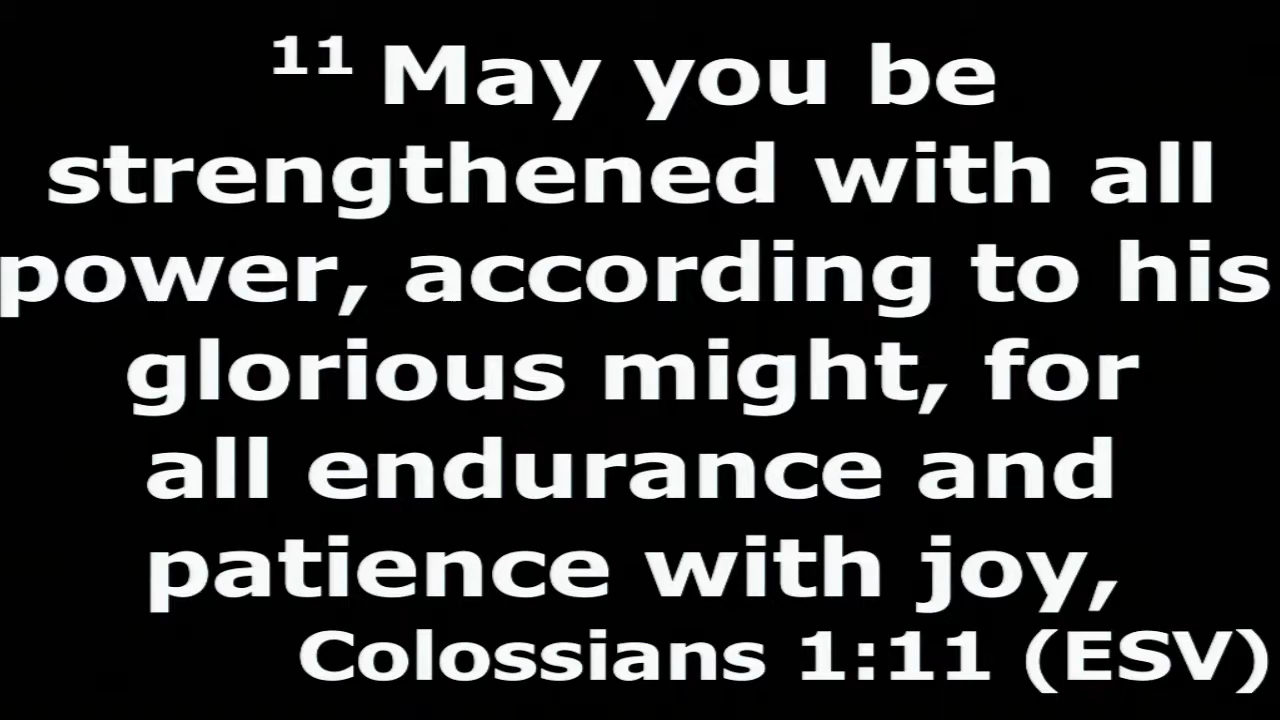 11 May you be
strengthened with all
power, according to his
glorious might, for
all endurance and
patience with joy,
Colossians 1:11 (ESV)